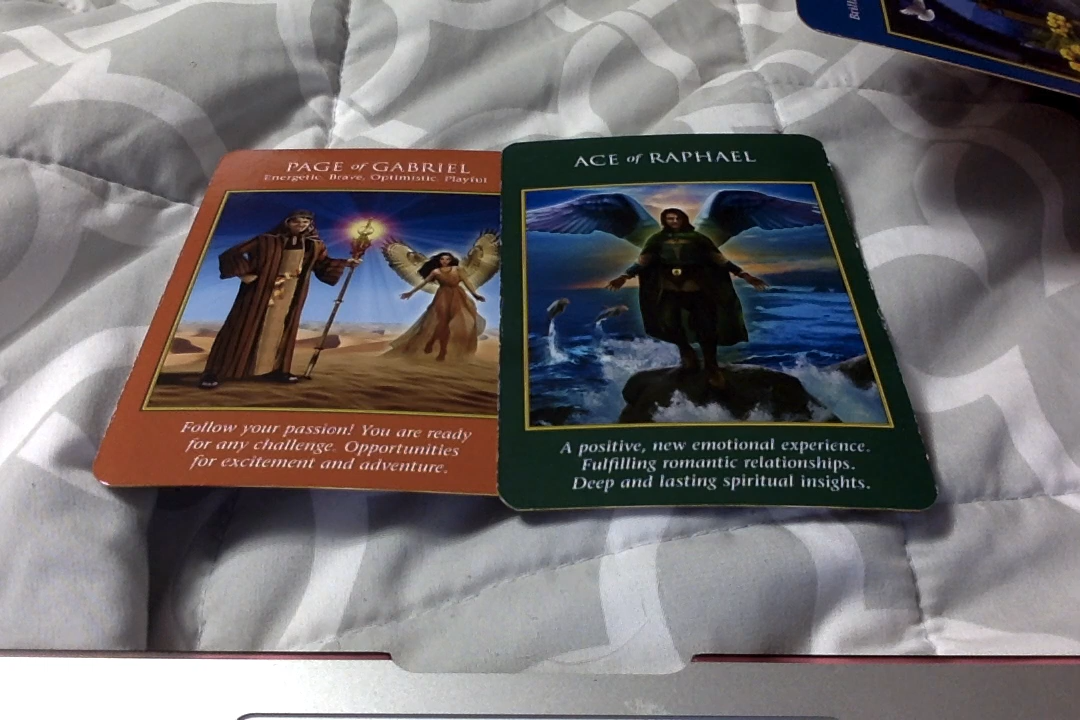 PAGE of GABRIEL
Energetic, Brave, Optimistic, Playful
Follow your passion! You are ready
for any challenge. Opportunities
for excitement and adventure.
ACE of RAPHAEL
A positive, new emotional experience.
Fulfilling romantic relationships.
Deep and lasting spiritual insights.